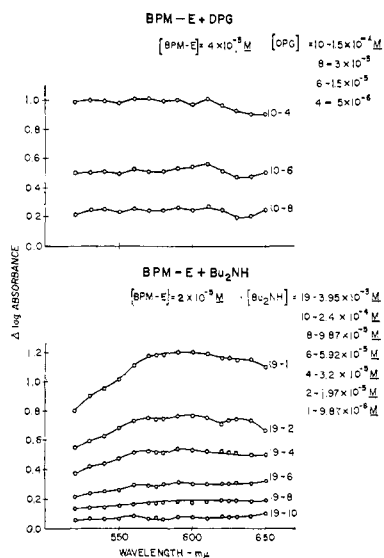 BPM-E + DPG
[BPM-E] = 4 × 10⁻⁵ M [DPG] = 10-1.5×10⁻⁴ M
8 = 3 × 10⁻⁵
6-1.5×10⁻⁵
4 = 5×10⁻⁶
1.0
10-4
0.6
10-6
0.4
0.2
10-8
0.0
Δ log ABSORBANCE
BPM-E + Bu₂NH
[BPM-E] = 2 × 10⁻⁵ M [Bu₂NH] = 19-3.95×10⁻³ M
10-2.4 × 10⁻⁴ M
8-9.87×10⁻⁵ M
6-5.92×10⁻⁵ M
4-3.2 × 10⁻⁵ M
2-1.97×10⁻⁵ M
1-9.87×10⁻⁶ M
1.2
19-1
1.0
0.8
19-2
0.6
9-4
0.4
19-6
0.2
9-8
19-10
0.0
550 600 650
WAVELENGTH - mμ